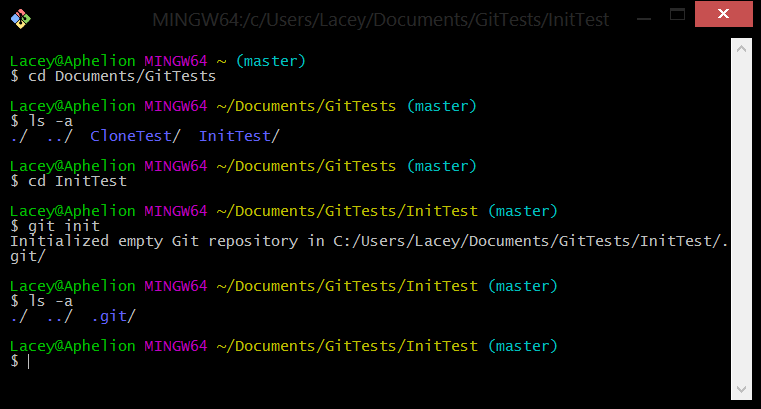 MINGW64:/c/Users/Lacey/Documents/GitTests/InitTest
Lacey@Aphelion MINGW64 ~ (master)
$ cd Documents/GitTests
Lacey@Aphelion MINGW64 ~/Documents/GitTests (master)
$ ls -a
./  ../  CloneTest/  InitTest/
Lacey@Aphelion MINGW64 ~/Documents/GitTests (master)
$ cd InitTest
Lacey@Aphelion MINGW64 ~/Documents/GitTests/InitTest (master)
$ git init
Initialized empty Git repository in C:/Users/Lacey/Documents/GitTests/InitTest/.
git/
Lacey@Aphelion MINGW64 ~/Documents/GitTests/InitTest (master)
$ ls -a
./  ../  .git/
Lacey@Aphelion MINGW64 ~/Documents/GitTests/InitTest (master)
$